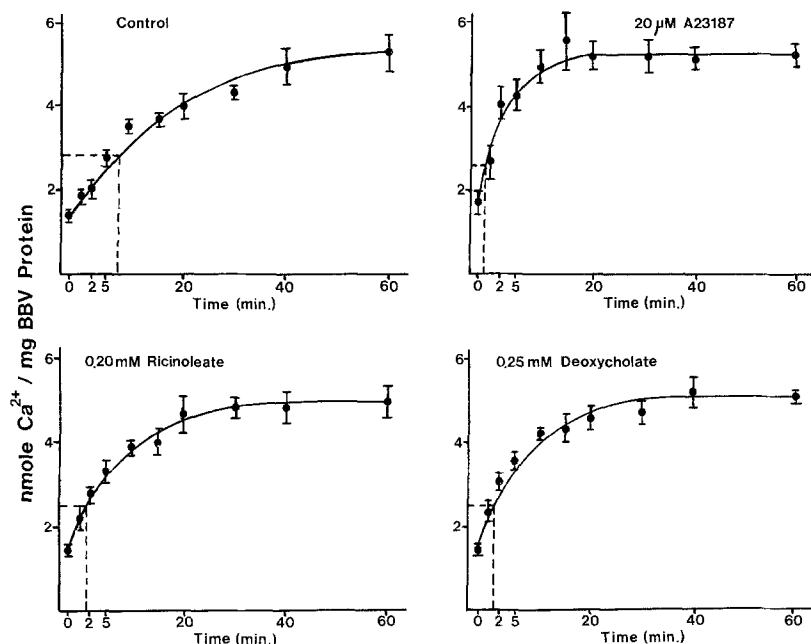 Control
6
4
2
0 2 5 20 40 60
Time (min.)
20 μM A23187
6
4
2
0 2 5 20 40 60
Time (min.)
nmole Ca2+ / mg BBV Protein
0.20mM Ricinoleate
6
4
2
0 2 5 20 40 60
Time (min.)
0.25 mM Deoxycholate
6
4
2
0 2 5 20 40 60
Time (min.)